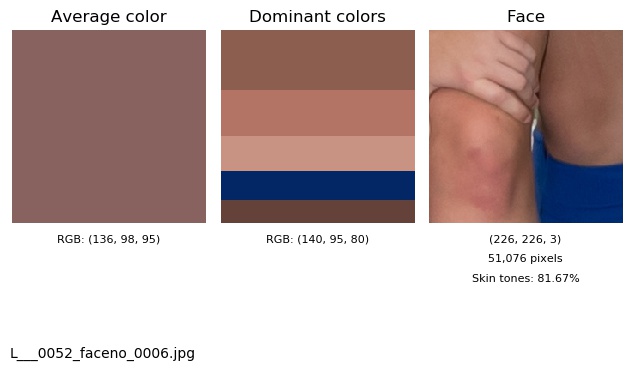 Average color
Dominant colors
Face
RGB: (136, 98, 95)
RGB: (140, 95, 80)
(226, 226, 3)
51,076 pixels
Skin tones: 81.67%
L___0052_faceno_0006.jpg